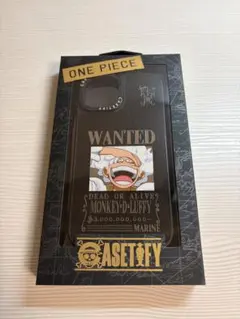 ONE PIECE
WANTED
DEAD OR ALIVE
MONKEY·D·LUFFY
3,000,000,000-
MARINE
CASETiFY